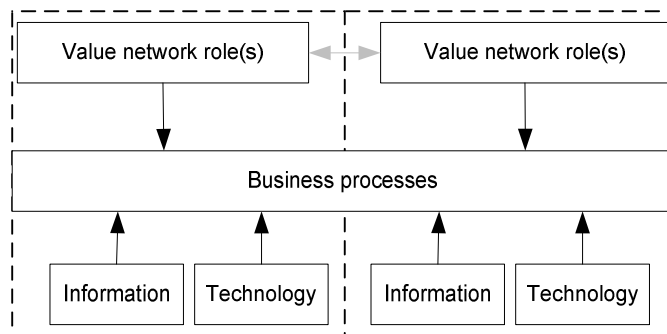 Value network role(s)
Value network role(s)
Business processes
Information
Technology
Information
Technology